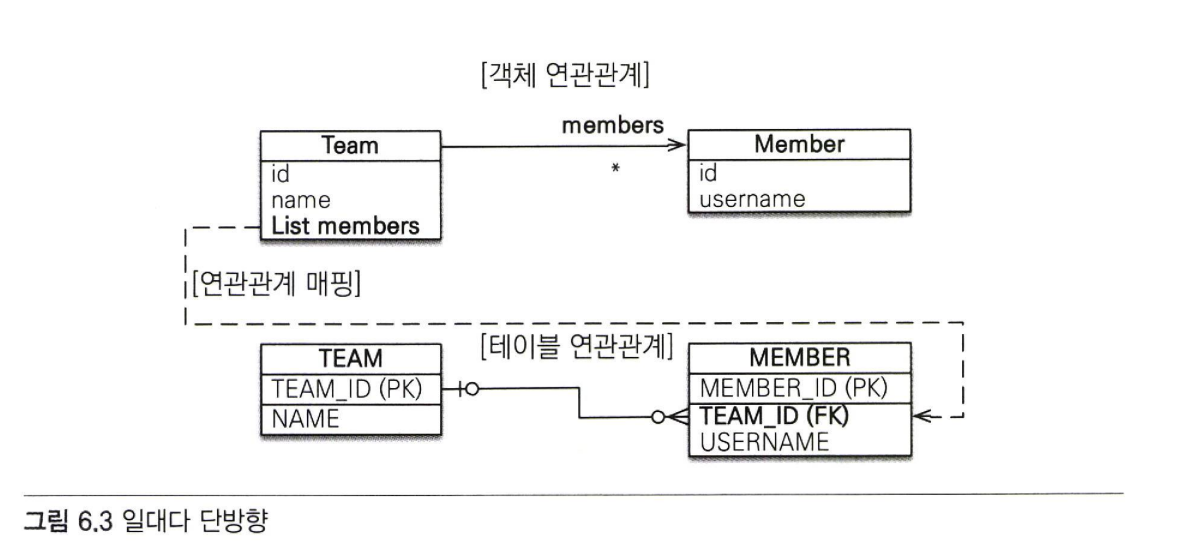 [객체 연관관계]
members
Team
Member
*
id
name
List members
id
username
[연관관계 매핑]
[테이블 연관관계]
TEAM
TEAM_ID (PK)
NAME
MEMBER
MEMBER_ID (PK)
TEAM_ID (FK)
USERNAME
그림 6.3 일대다 단방향